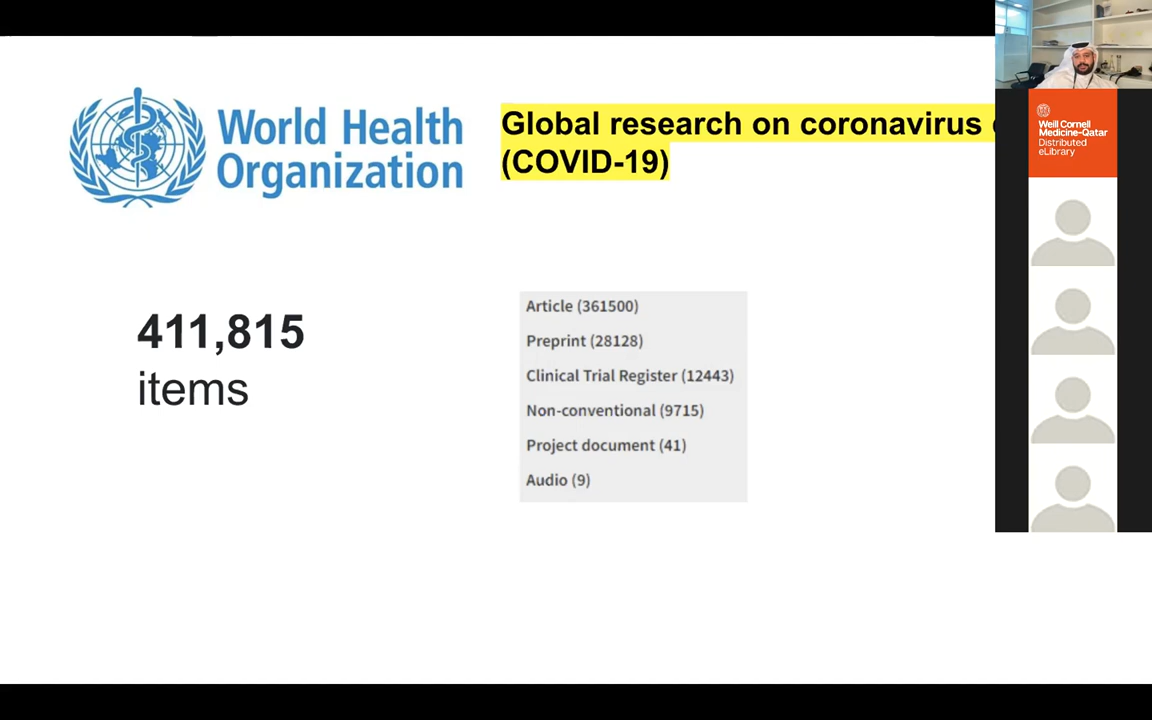 World Health
Organization
Global research on coronavirus
(COVID-19)
411,815
items
Article (361500)
Preprint (28128)
Clinical Trial Register (12443)
Non-conventional (9715)
Project document (41)
Audio (9)
Weill Cornell
Medicine-Qatar
Distributed
eLibrary